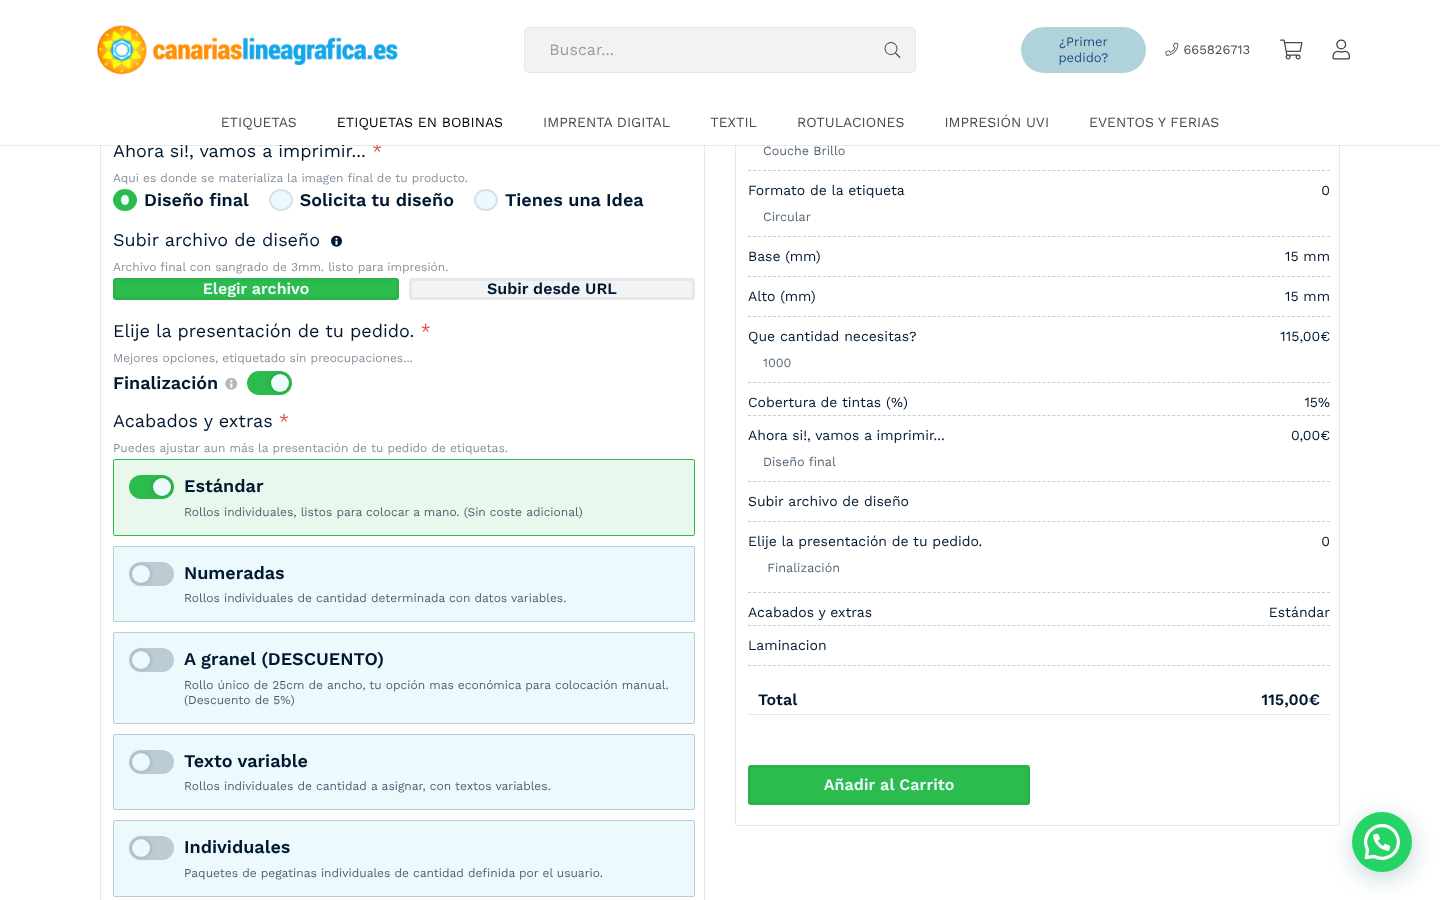 canariaslineagrafica.es
Buscar...
¿Primer
pedido?
665826713
ETIQUETAS
ETIQUETAS EN BOBINAS
IMPRENTA DIGITAL
TEXTIL
ROTULACIONES
IMPRESIÓN UVI
EVENTOS Y FERIAS
Ahora si!, vamos a imprimir... *
Aqui es donde se materializa la imagen final de tu producto.
Diseño final
Solicita tu diseño
Tienes una Idea
Subir archivo de diseño
Archivo final con sangrado de 3mm, listo para impresión.
Elegir archivo
Subir desde URL
Elije la presentación de tu pedido. *
Mejores opciones, etiquetado sin preocupaciones...
Finalización
Acabados y extras *
Puedes ajustar aun más la presentación de tu pedido de etiquetas.
Estándar
Rollos individuales, listos para colocar a mano. (Sin coste adicional)
Numeradas
Rollos individuales de cantidad determinada con datos variables.
A granel (DESCUENTO)
Rollo único de 25cm de ancho, tu opción mas económica para colocación manual.
(Descuento de 5%)
Texto variable
Rollos individuales de cantidad a asignar, con textos variables.
Individuales
Paquetes de pegatinas individuales de cantidad definida por el usuario.
Couche Brillo
Formato de la etiqueta 0
Circular
Base (mm) 15 mm
Alto (mm) 15 mm
Que cantidad necesitas? 115,00€
1000
Cobertura de tintas (%) 15%
Ahora si!, vamos a imprimir... 0,00€
Diseño final
Subir archivo de diseño
Elije la presentación de tu pedido. 0
Finalización
Acabados y extras Estándar
Laminacion
Total 115,00€
Añadir al Carrito